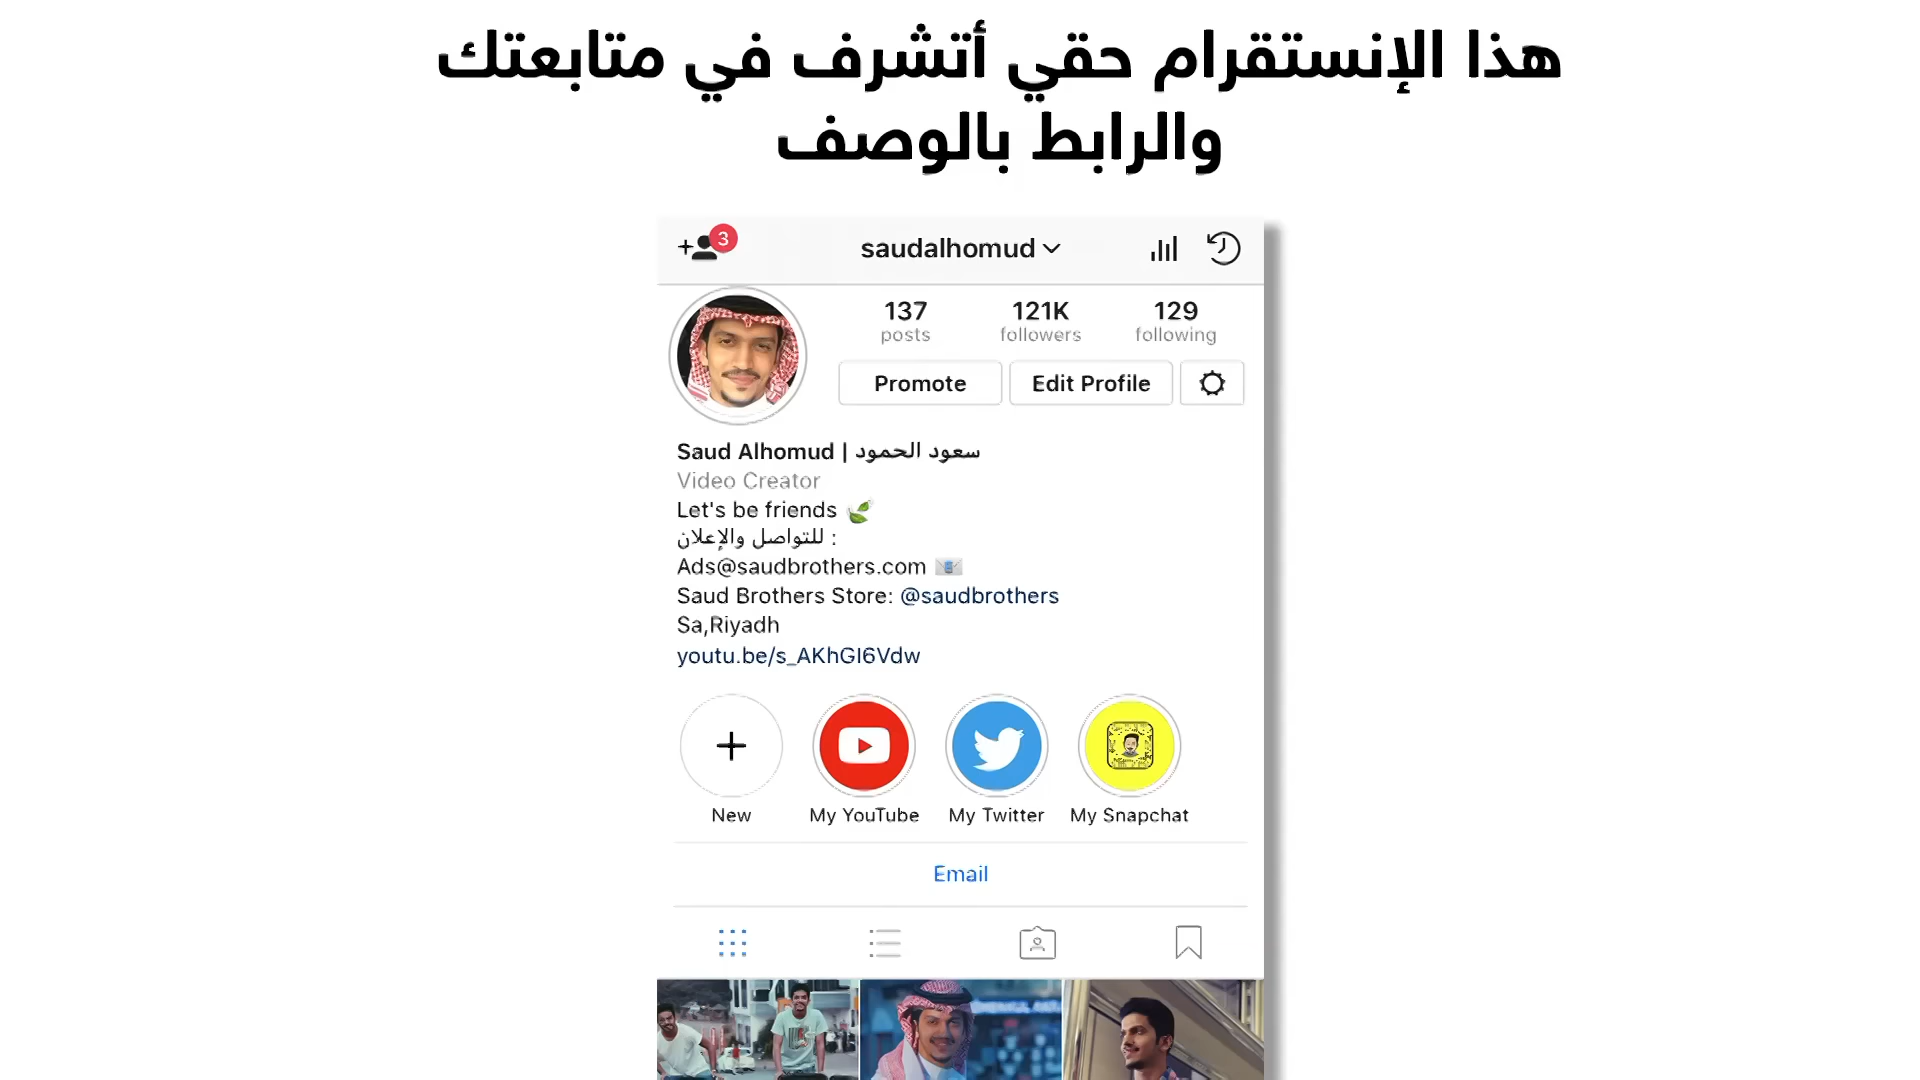 هذا الإنستقرام حقي أتشرف في متابعتك
والرابط بالوصف
3
saudalhomud
137
121K
129
posts
followers
following
Promote
Edit Profile
Saud Alhomud | سعود الحمود
Video Creator
Let's be friends 🍃
للتواصل والإعلان :
Ads@saudbrothers.com 📧
Saud Brothers Store: @saudbrothers
Sa,Riyadh
youtu.be/s_AKhGI6Vdw
New
My YouTube
My Twitter
My Snapchat
Email